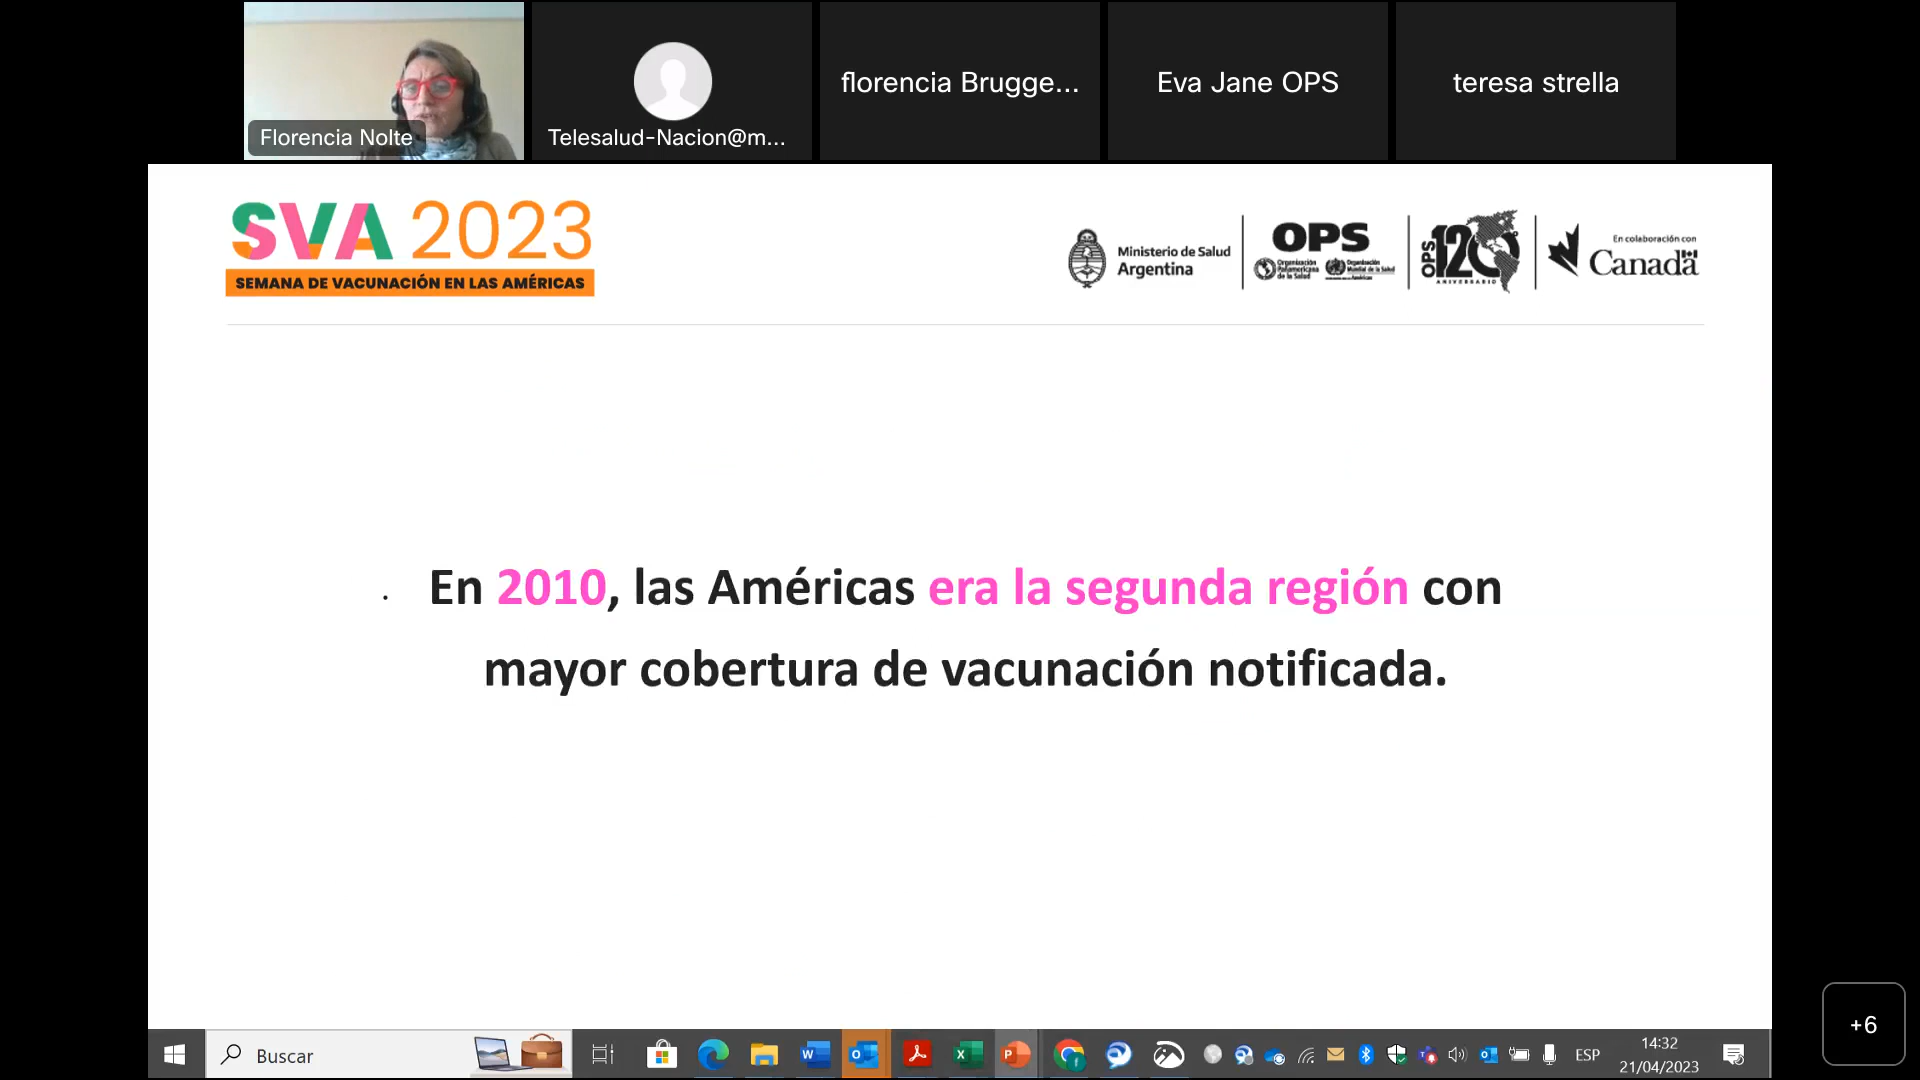 Florencia Nolte
Telesalud-Nacion@m...
florencia Brugge...
Eva Jane OPS
teresa strella
SVA 2023
SEMANA DE VACUNACIÓN EN LAS AMÉRICAS
Ministerio de Salud
Argentina
OPS
Organización
Panamericana
de la Salud
Organización
Mundial de la Salud
OPS
120
ANIVERSARIO
En colaboración con
Canada
En 2010, las Américas era la segunda región con
mayor cobertura de vacunación notificada.
+6
Buscar
ESP
14:32
21/04/2023